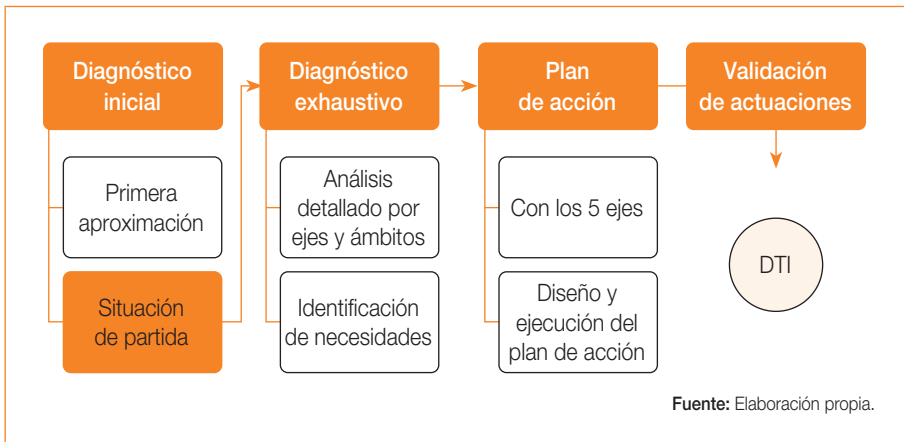 Diagnóstico
inicial
Primera
aproximación
Situación
de partida
Diagnóstico
exhaustivo
Análisis
detallado por
ejes y ámbitos
Identificación
de necesidades
Plan
de acción
Con los 5 ejes
Diseño y
ejecución del
plan de acción
Validación
de actuaciones
DTI
Fuente: Elaboración propia.